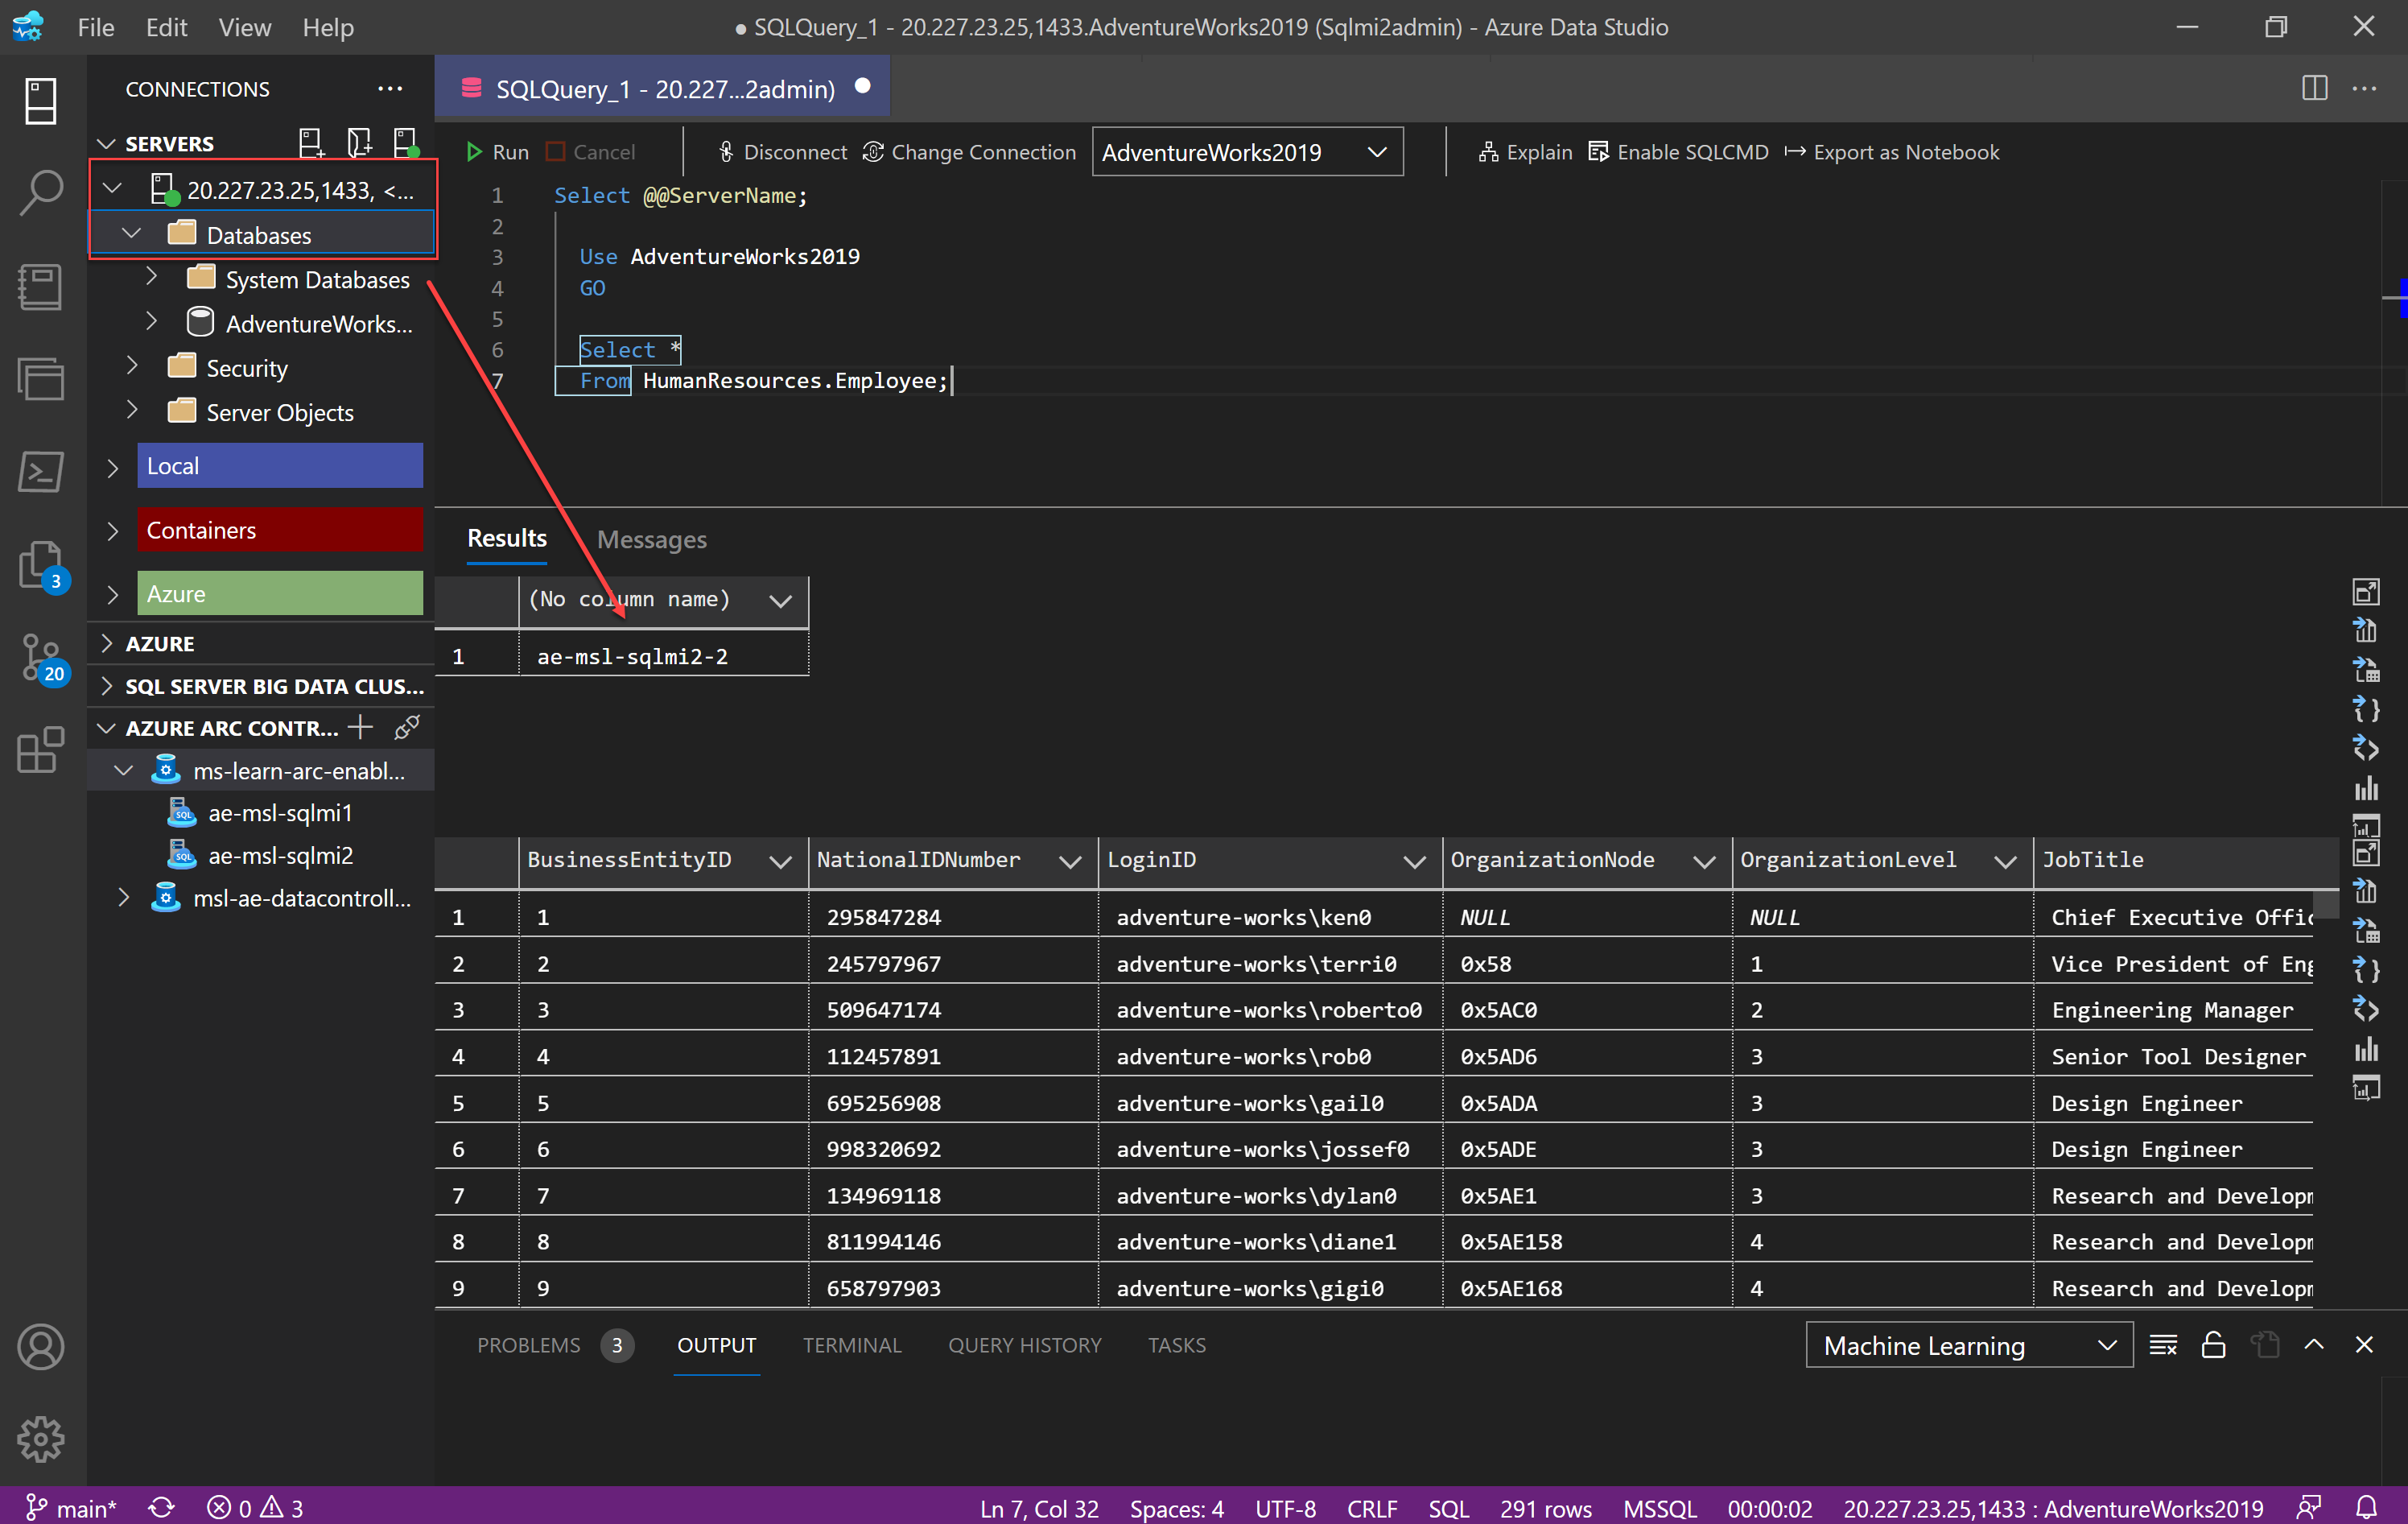 File Edit View Help
● SQLQuery_1 - 20.227.23.25,1433.AdventureWorks2019 (Sqlmi2admin) - Azure Data Studio
CONNECTIONS
SERVERS
20.227.23.25,1433, <...
Databases
System Databases
AdventureWorks...
Security
Server Objects
Local
Containers
Azure
AZURE
SQL SERVER BIG DATA CLUS...
AZURE ARC CONTR...
ms-learn-arc-enabl...
ae-msl-sqlmi1
ae-msl-sqlmi2
msl-ae-datacontroll...
3
20
SQLQuery_1 - 20.227...2admin)
Run Cancel Disconnect Change Connection AdventureWorks2019 Explain Enable SQLCMD Export as Notebook
1 Select @@ServerName;
2
3 Use AdventureWorks2019
4 GO
5
6 Select *
7 From HumanResources.Employee;
Results Messages
(No column name)
1 ae-msl-sqlmi2-2
BusinessEntityID NationalIDNumber LoginID OrganizationNode OrganizationLevel JobTitle
1 1 295847284 adventure-works\ken0 NULL NULL Chief Executive Offic
2 2 245797967 adventure-works\terri0 0x58 1 Vice President of Eng
3 3 509647174 adventure-works\roberto0 0x5AC0 2 Engineering Manager
4 4 112457891 adventure-works\rob0 0x5AD6 3 Senior Tool Designer
5 5 695256908 adventure-works\gail0 0x5ADA 3 Design Engineer
6 6 998320692 adventure-works\jossef0 0x5ADE 3 Design Engineer
7 7 134969118 adventure-works\dylan0 0x5AE1 3 Research and Developm
8 8 811994146 adventure-works\diane1 0x5AE158 4 Research and Developm
9 9 658797903 adventure-works\gigi0 0x5AE168 4 Research and Developm
PROBLEMS 3 OUTPUT TERMINAL QUERY HISTORY TASKS Machine Learning
main* 0 3 Ln 7, Col 32 Spaces: 4 UTF-8 CRLF SQL 291 rows MSSQL 00:00:02 20.227.23.25,1433 : AdventureWorks2019